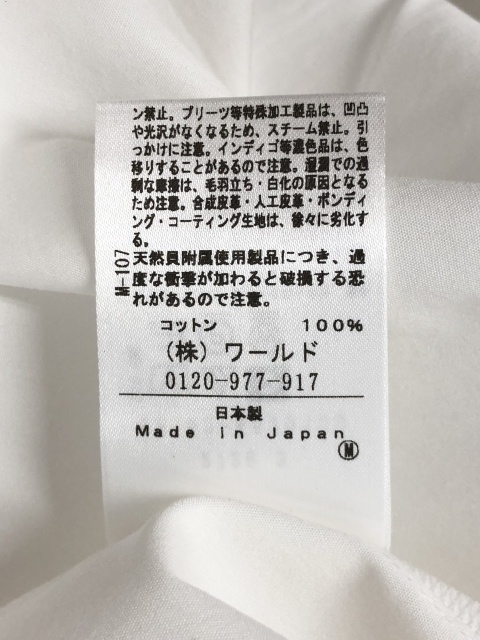 ン禁止。プリーツ等特殊加工製品は、凹凸
や光沢がなくなるため、スチーム禁止。引
っかけに注意。インディゴ等濃色品は、色
移りすることがあるので注意。湿潤での過
剰な摩擦は、毛羽立ち・白化の原因となる
ため注意。合成皮革・人工皮革・ボンディ
ング・コーティング生地は、徐々に劣化す
る。
M-107
天然貝附属使用製品につき、過
度な衝撃が加わると破損する恐
れがあるので注意。
コットン 100%
(株) ワールド
0120-977-917
日本製
Made in Japan
M